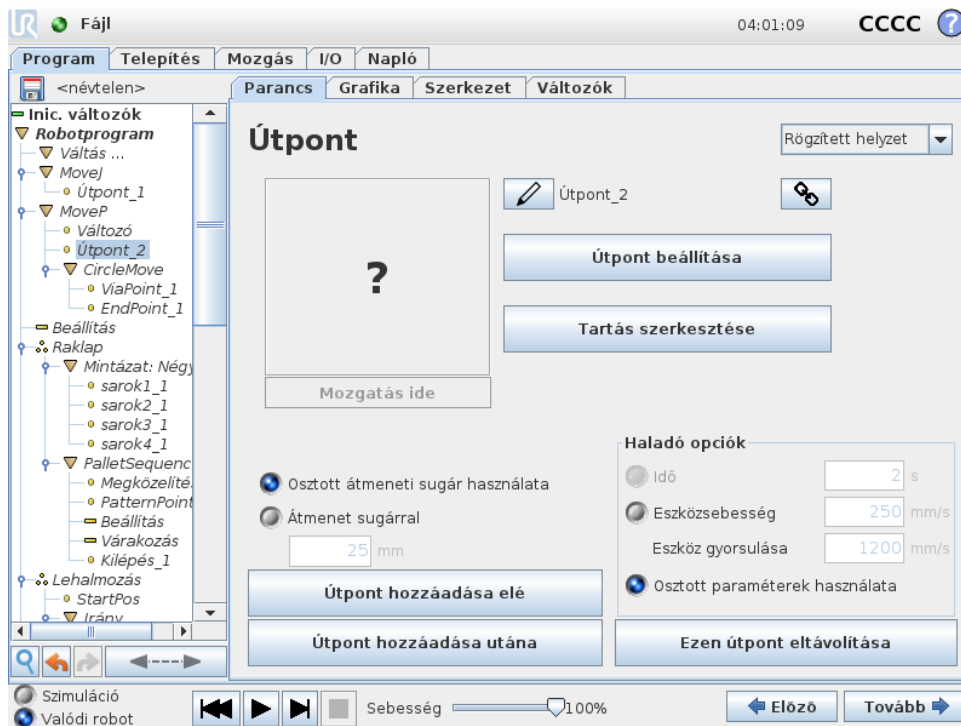 UR Fájl 04:01:09 CCCC ?
Program Telepítés Mozgás I/O Napló
<névtelen>
Parancs Grafika Szerkezet Változók
Inic. változók
Robotprogram
Váltás ...
MoveJ
Útpont_1
MoveP
Változó
Útpont_2
CircleMove
ViaPoint_1
EndPoint_1
Beállítás
Raklap
Mintázat: Négy
sarok1_1
sarok2_1
sarok3_1
sarok4_1
PalletSequenc
Megközelíté
PatternPoint
Beállítás
Várakozás
Kilépés_1
Lehalmozás
StartPos
Irány
Útpont
Rögzített helyzet
?
Útpont_2
Útpont beállítása
Tartás szerkesztése
Mozgatás ide
Osztott átmeneti sugár használata
Átmenet sugárral
25 mm
Haladó opciók
Idő 2 s
Eszközsebesség 250 mm/s
Eszköz gyorsulása 1200 mm/s
Osztott paraméterek használata
Útpont hozzáadása elé
Útpont hozzáadása utána
Ezen útpont eltávolítása
Szimuláció
Valódi robot
Sebesség 100%
Előző Tovább